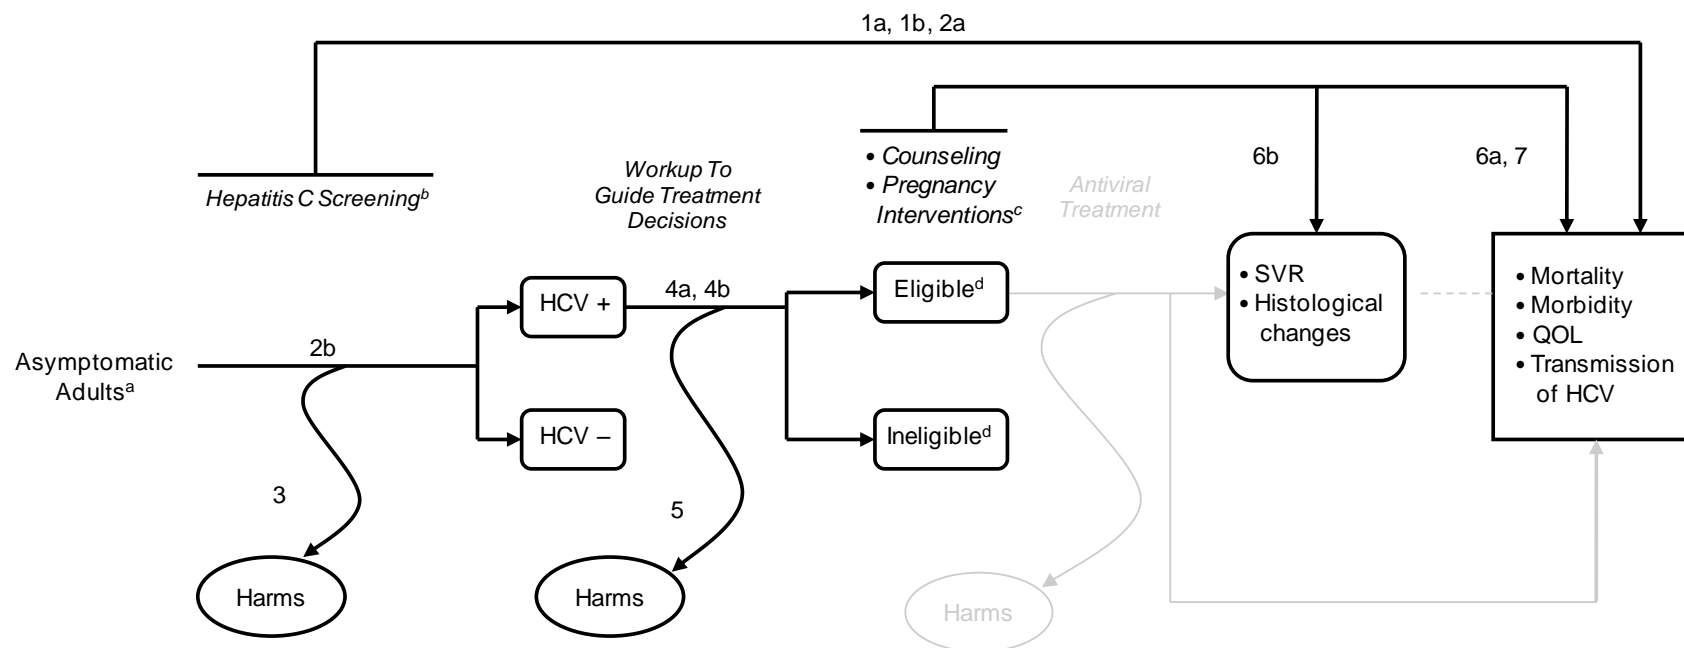 1a, 1b, 2a
Hepatitis C Screeningᵇ
Workup To
Guide Treatment
Decisions
• Counseling
• Pregnancy
Interventionsᶜ
Antiviral
Treatment
6b
6a, 7
Asymptomatic
Adultsᵃ
2b
HCV +
HCV –
4a, 4b
Eligibleᵈ
Ineligibleᵈ
• SVR
• Histological
changes
• Mortality
• Morbidity
• QOL
• Transmission
of HCV
3
5
Harms
Harms
Harms